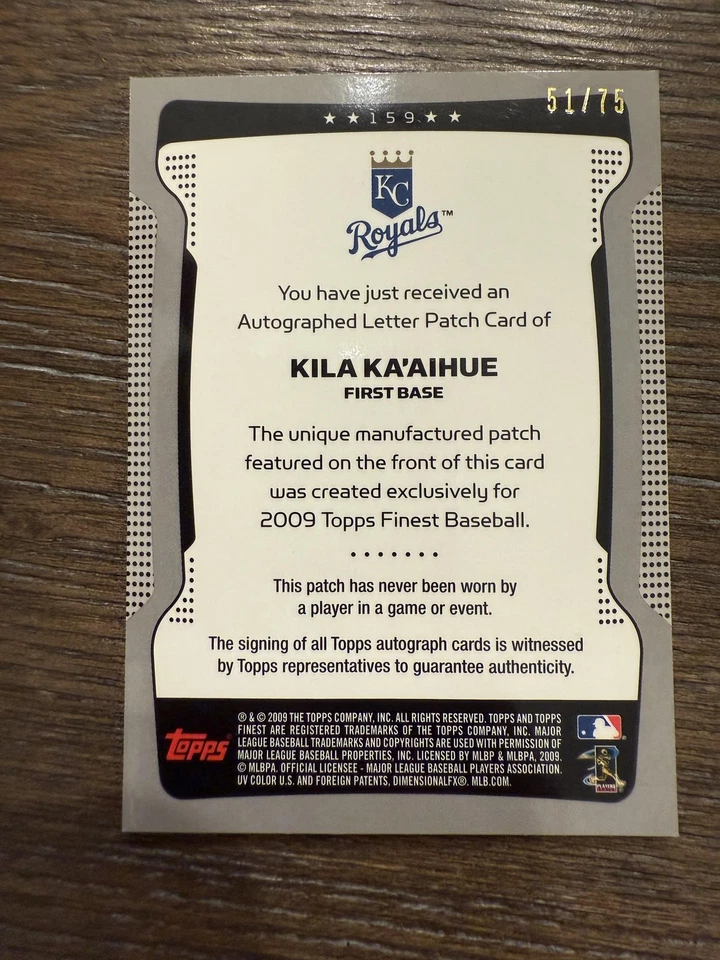 51/75
★ ★ 159 ★ ★
KC
Royals™
You have just received an
Autographed Letter Patch Card of
KILA KA'AIHUE
FIRST BASE
The unique manufactured patch
featured on the front of this card
was created exclusively for
2009 Topps Finest Baseball.
This patch has never been worn by
a player in a game or event.
The signing of all Topps autograph cards is witnessed
by Topps representatives to guarantee authenticity.
topps
® & © 2009 THE TOPPS COMPANY, INC. ALL RIGHTS RESERVED. TOPPS AND TOPPS
FINEST ARE REGISTERED TRADEMARKS OF THE TOPPS COMPANY, INC. MAJOR
LEAGUE BASEBALL TRADEMARKS AND COPYRIGHTS ARE USED WITH PERMISSION OF
MAJOR LEAGUE BASEBALL PROPERTIES, INC. LICENSED BY MLBP & MLBPA, 2009.
© MLBPA. OFFICIAL LICENSEE - MAJOR LEAGUE BASEBALL PLAYERS ASSOCIATION.
UV COLOR U.S. AND FOREIGN PATENTS, DIMENSIONALFX®. MLB.COM.
PLAYERS